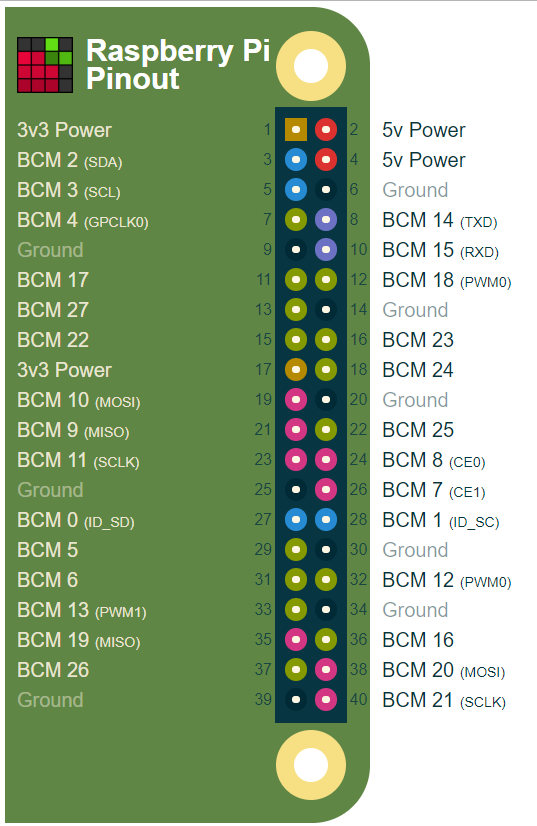 Raspberry Pi
Pinout
3v3 Power 1 2 5v Power
BCM 2 (SDA) 3 4 5v Power
BCM 3 (SCL) 5 6 Ground
BCM 4 (GPCLK0) 7 8 BCM 14 (TXD)
Ground 9 10 BCM 15 (RXD)
BCM 17 11 12 BCM 18 (PWM0)
BCM 27 13 14 Ground
BCM 22 15 16 BCM 23
3v3 Power 17 18 BCM 24
BCM 10 (MOSI) 19 20 Ground
BCM 9 (MISO) 21 22 BCM 25
BCM 11 (SCLK) 23 24 BCM 8 (CE0)
Ground 25 26 BCM 7 (CE1)
BCM 0 (ID_SD) 27 28 BCM 1 (ID_SC)
BCM 5 29 30 Ground
BCM 6 31 32 BCM 12 (PWM0)
BCM 13 (PWM1) 33 34 Ground
BCM 19 (MISO) 35 36 BCM 16
BCM 26 37 38 BCM 20 (MOSI)
Ground 39 40 BCM 21 (SCLK)